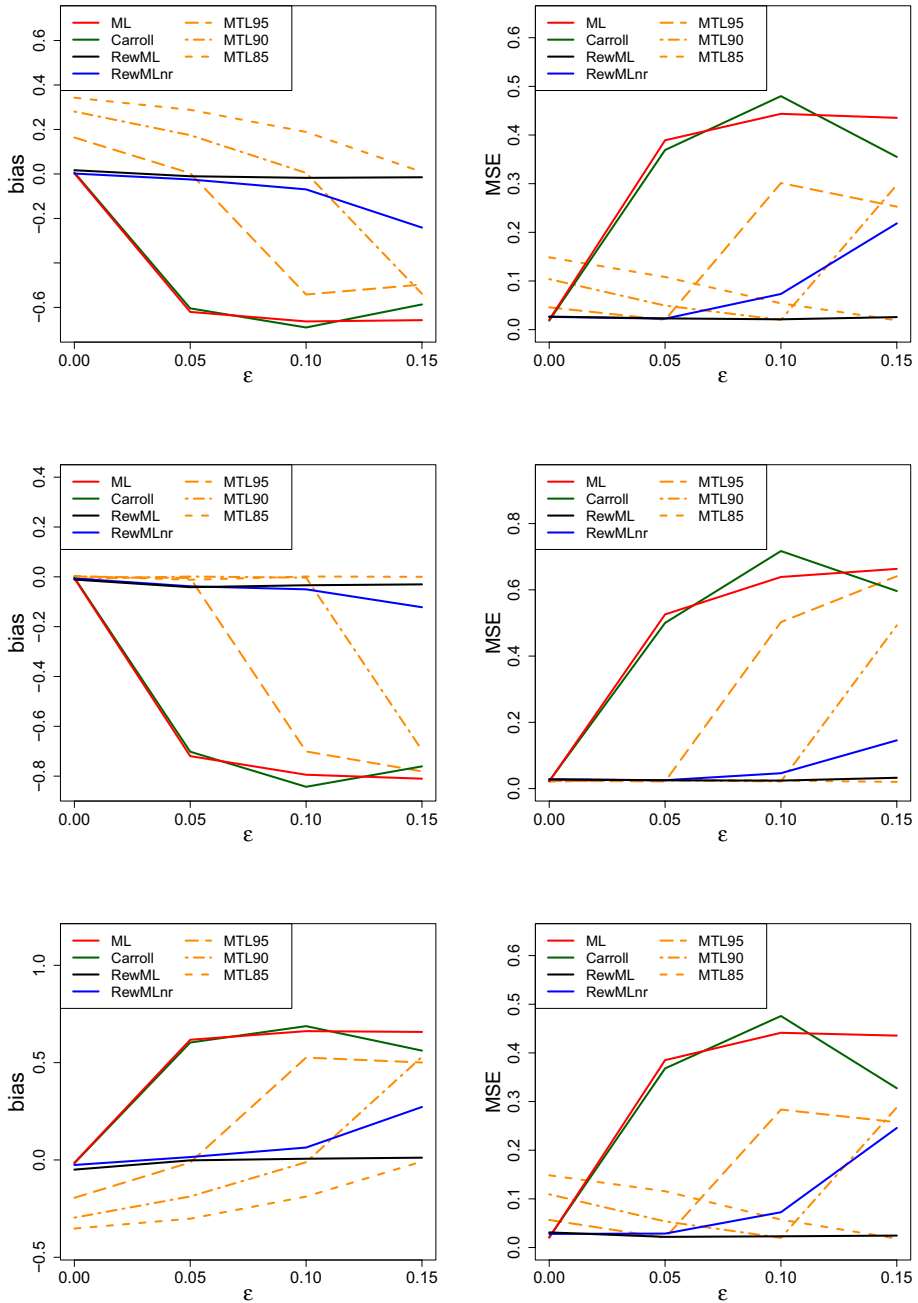 ML
Carroll
RewML
RewMLnr
MTL95
MTL90
MTL85
bias
0.6
0.4
0.2
0.0
−0.2
−0.6
0.00
0.05
0.10
0.15
ε
ML
Carroll
RewML
RewMLnr
MTL95
MTL90
MTL85
MSE
0.6
0.5
0.4
0.3
0.2
0.1
0.0
0.00
0.05
0.10
0.15
ε
ML
Carroll
RewML
RewMLnr
MTL95
MTL90
MTL85
bias
0.4
0.2
0.0
−0.2
−0.4
−0.6
−0.8
0.00
0.05
0.10
0.15
ε
ML
Carroll
RewML
RewMLnr
MTL95
MTL90
MTL85
MSE
0.8
0.6
0.4
0.2
0.0
0.00
0.05
0.10
0.15
ε
ML
Carroll
RewML
RewMLnr
MTL95
MTL90
MTL85
bias
1.0
0.5
0.0
−0.5
0.00
0.05
0.10
0.15
ε
ML
Carroll
RewML
RewMLnr
MTL95
MTL90
MTL85
MSE
0.6
0.5
0.4
0.3
0.2
0.1
0.0
0.00
0.05
0.10
0.15
ε